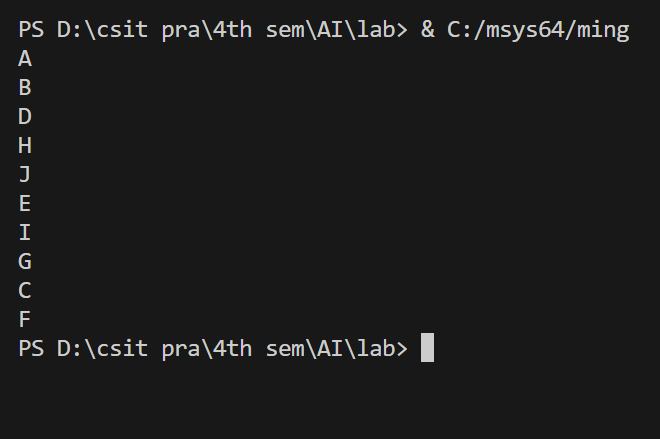 PS D:\csit pra\4th sem\AI\lab> & C:/msys64/ming
A
B
D
H
J
E
I
G
C
F
PS D:\csit pra\4th sem\AI\lab>